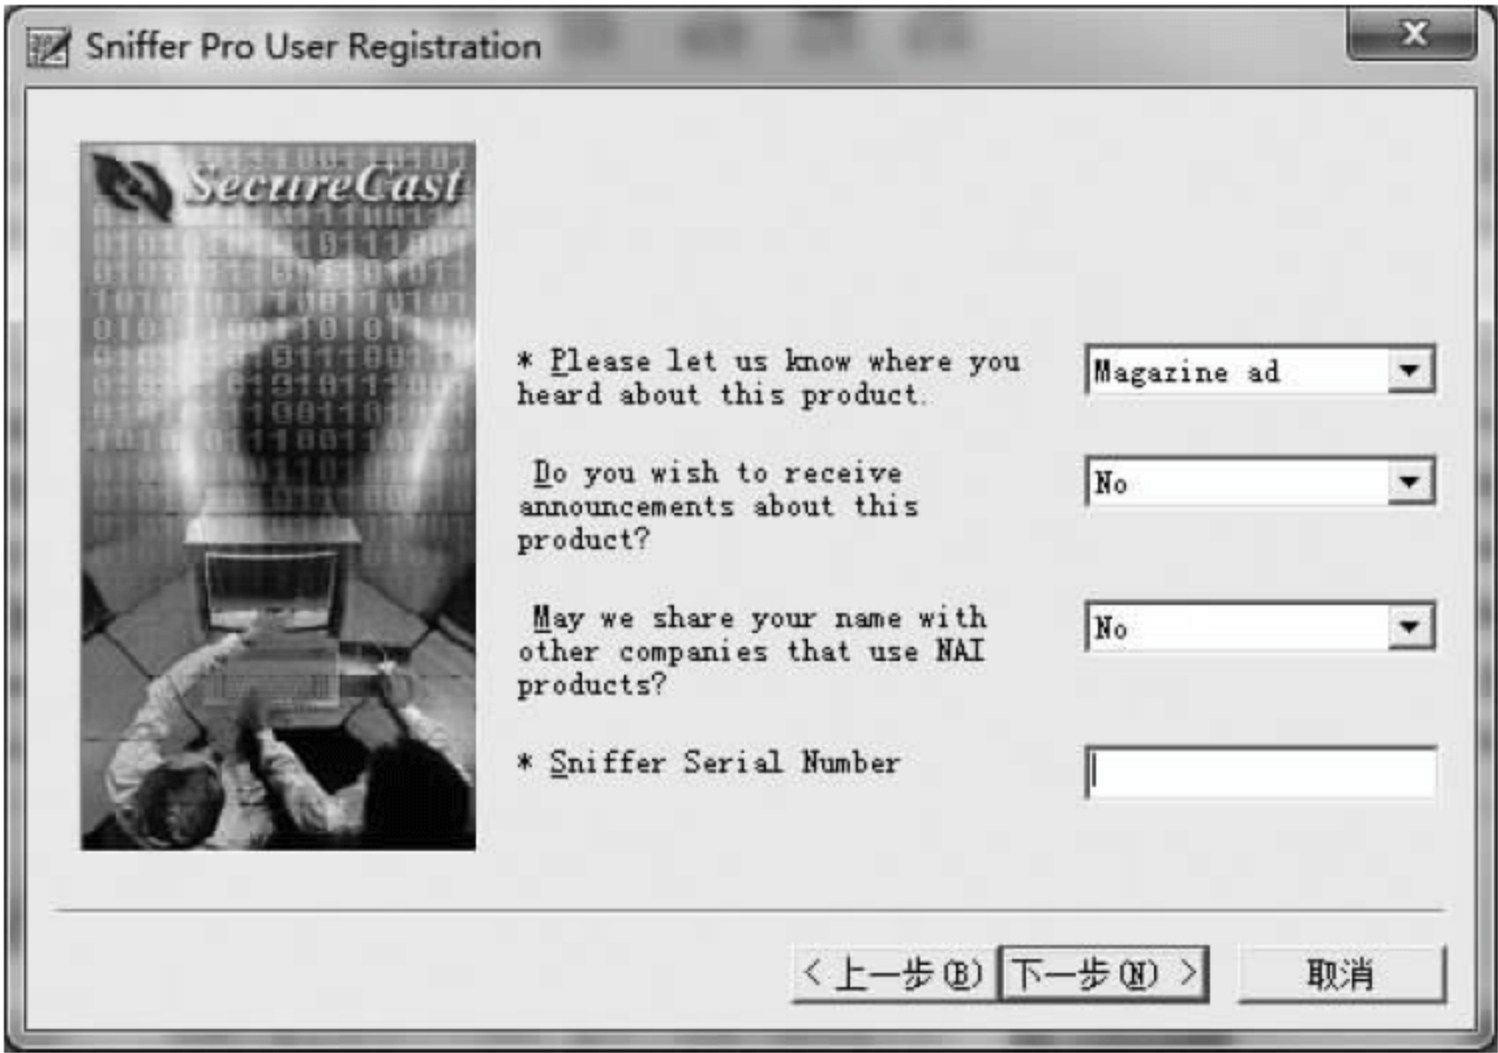 Sniffer Pro User Registration
SecureCast
* Please let us know where you
heard about this product.
Magazine ad
Do you wish to receive
announcements about this
product?
No
May we share your name with
other companies that use NAI
products?
No
* Sniffer Serial Number
< 上一步(B)
下一步(N) >
取消